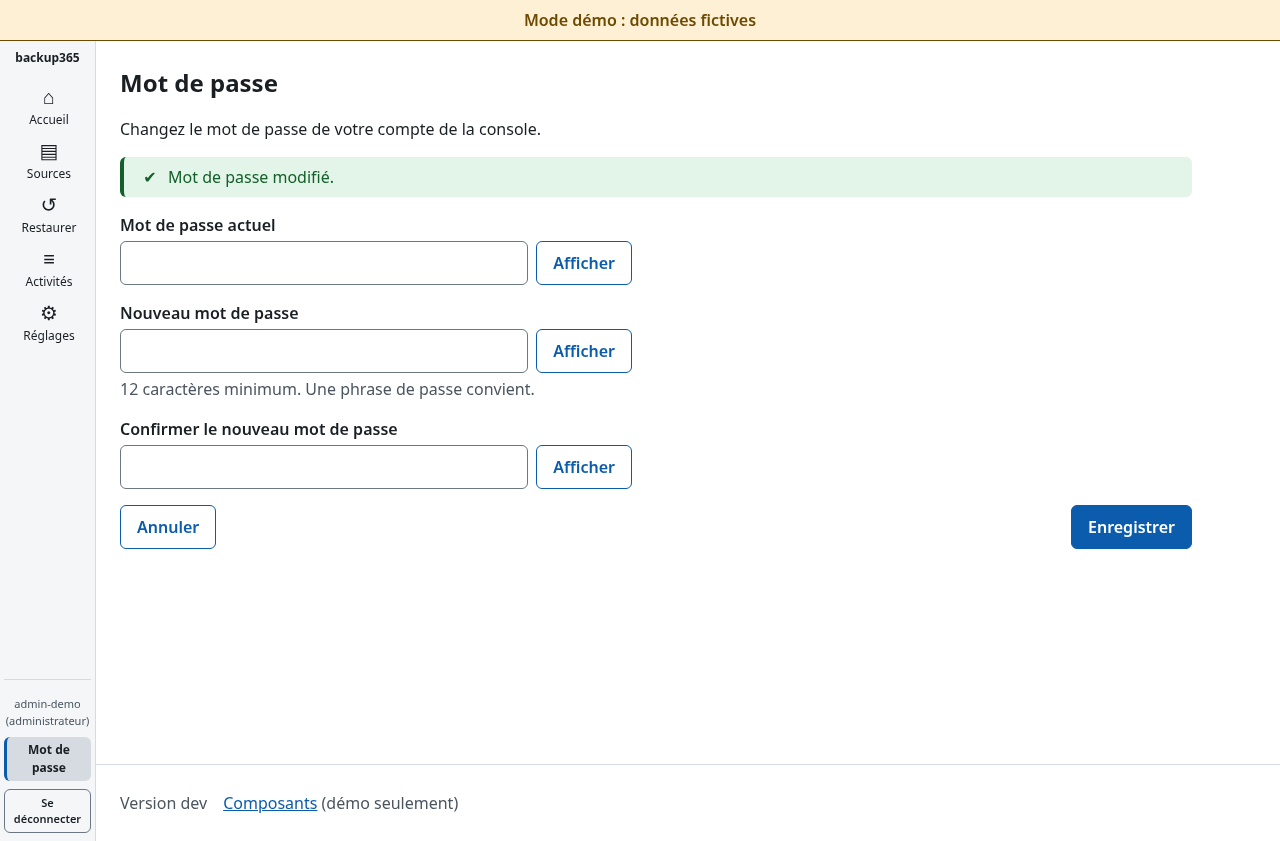 Mode démo : données fictives
backup365
Accueil
Sources
Restaurer
Activités
Réglages
admin-demo
(administrateur)
Mot de
passe
Se
déconnecter
Mot de passe
Changez le mot de passe de votre compte de la console.
✔ Mot de passe modifié.
Mot de passe actuel
Afficher
Nouveau mot de passe
Afficher
12 caractères minimum. Une phrase de passe convient.
Confirmer le nouveau mot de passe
Afficher
Annuler
Enregistrer
Version dev Composants (démo seulement)